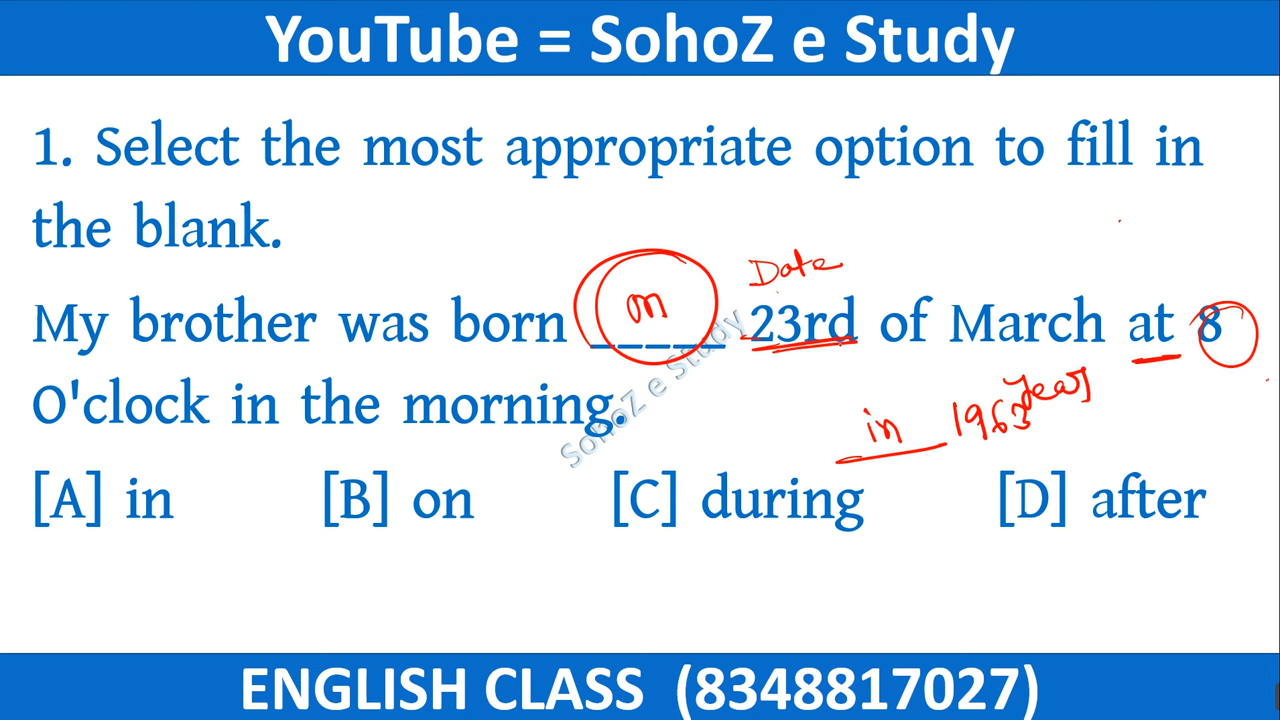 YouTube = SohoZ e Study
1. Select the most appropriate option to fill in
the blank.
Date
My brother was born on 23rd of March at 8
O'clock in the morning.
in 1963 year
SohoZ e Study
[A] in [B] on [C] during [D] after
ENGLISH CLASS (8348817027)